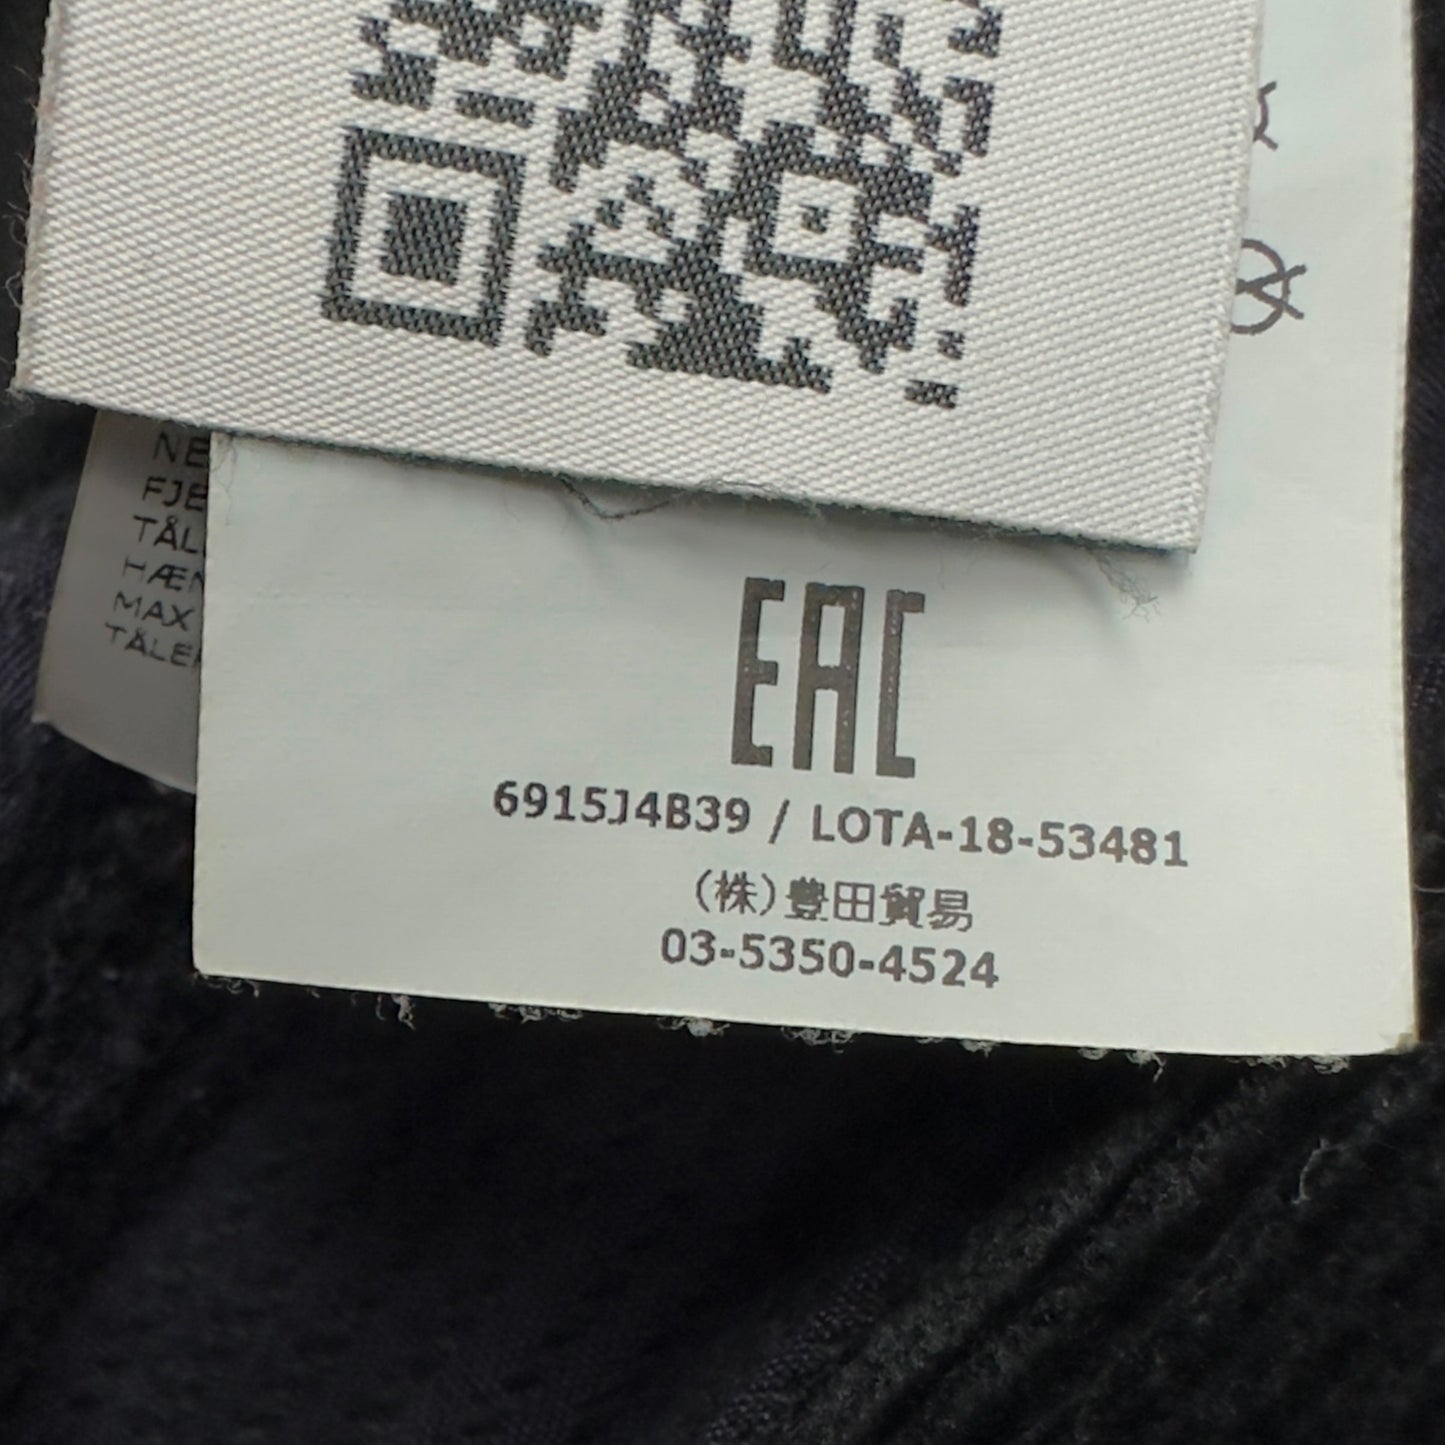 NE
FJE
TÅL
HÆN
MAX
TÅLE
EAC
6915J4B39 / LOTA-18-53481
(株)豊田貿易
03-5350-4524